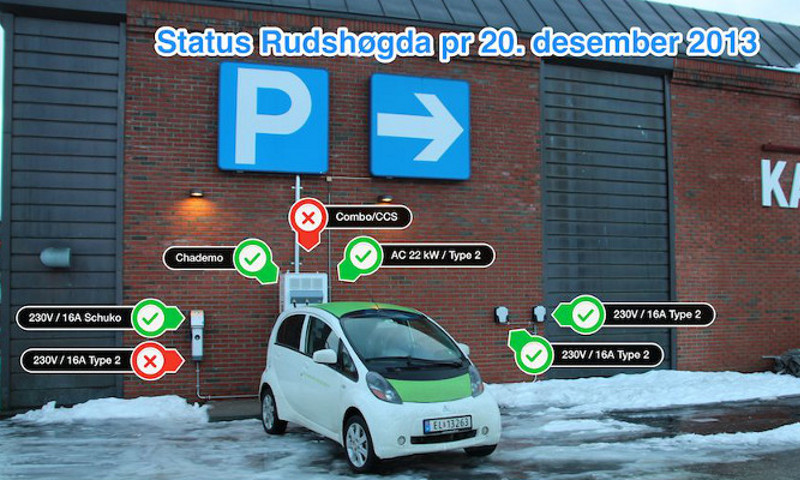 Status Rudshøgda pr 20. desember 2013
P
Combo/CCS
Chademo
AC 22 kW / Type 2
KA
230V / 16A Schuko
230V / 16A Type 2
230V / 16A Type 2
230V / 16A Type 2
EL 13263